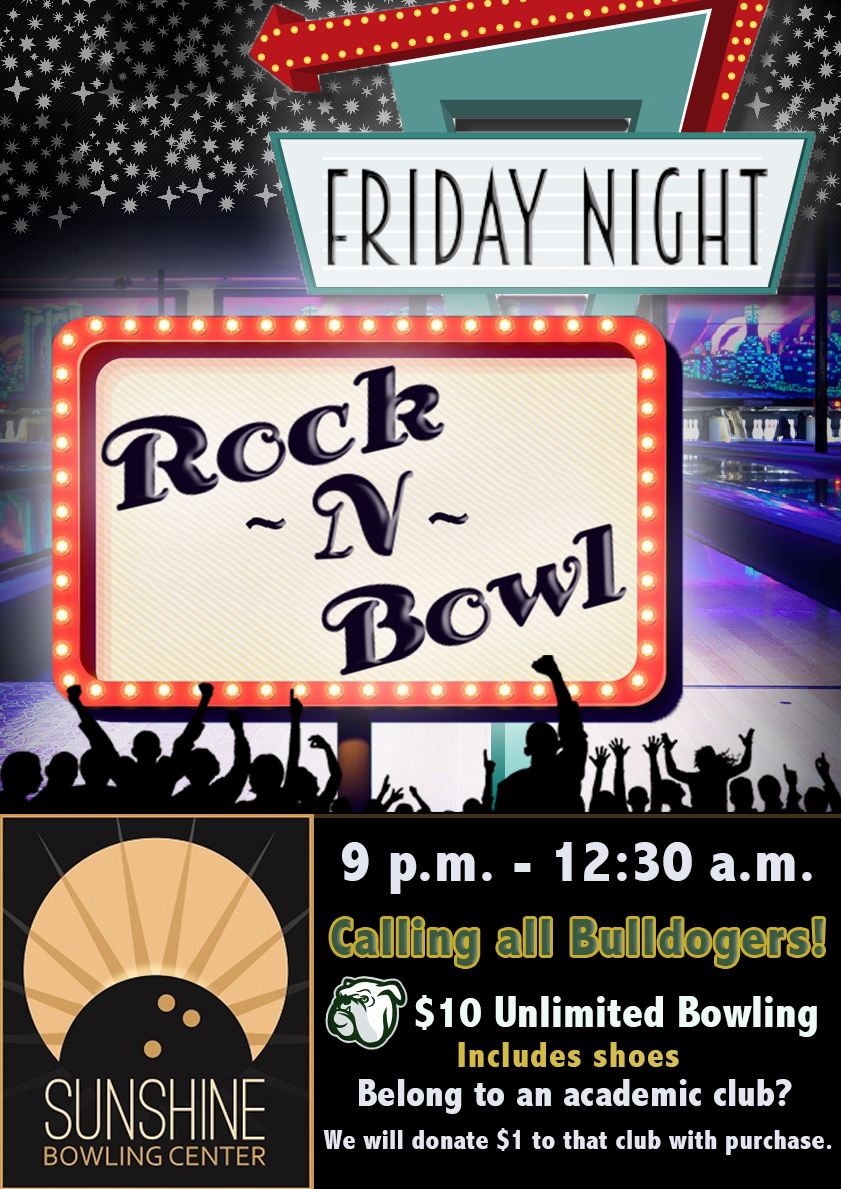 FRIDAY NIGHT
Rock
~ N ~
Bowl
9 p.m. - 12:30 a.m.
Calling all Bulldogers!
$10 Unlimited Bowling
Includes shoes
Belong to an academic club?
We will donate $1 to that club with purchase.
SUNSHINE
BOWLING CENTER